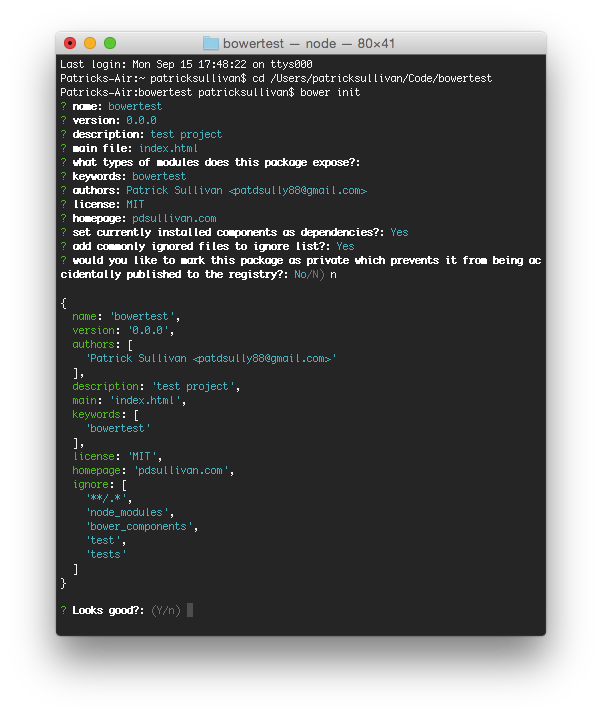 bowertest — node — 80×41
Last login: Mon Sep 15 17:48:22 on ttys000
Patricks-Air:~ patricksullivan$ cd /Users/patricksullivan/Code/bowertest
Patricks-Air:bowertest patricksullivan$ bower init
? name: bowertest
? version: 0.0.0
? description: test project
? main file: index.html
? what types of modules does this package expose?:
? keywords: bowertest
? authors: Patrick Sullivan <patdsully88@gmail.com>
? license: MIT
? homepage: pdsullivan.com
? set currently installed components as dependencies?: Yes
? add commonly ignored files to ignore list?: Yes
? would you like to mark this package as private which prevents it from being ac
cidentally published to the registry?: No/N) n
{
  name: 'bowertest',
  version: '0.0.0',
  authors: [
    'Patrick Sullivan <patdsully88@gmail.com>'
  ],
  description: 'test project',
  main: 'index.html',
  keywords: [
    'bowertest'
  ],
  license: 'MIT',
  homepage: 'pdsullivan.com',
  ignore: [
    '**/.*',
    'node_modules',
    'bower_components',
    'test',
    'tests'
  ]
}
? Looks good?: (Y/n)